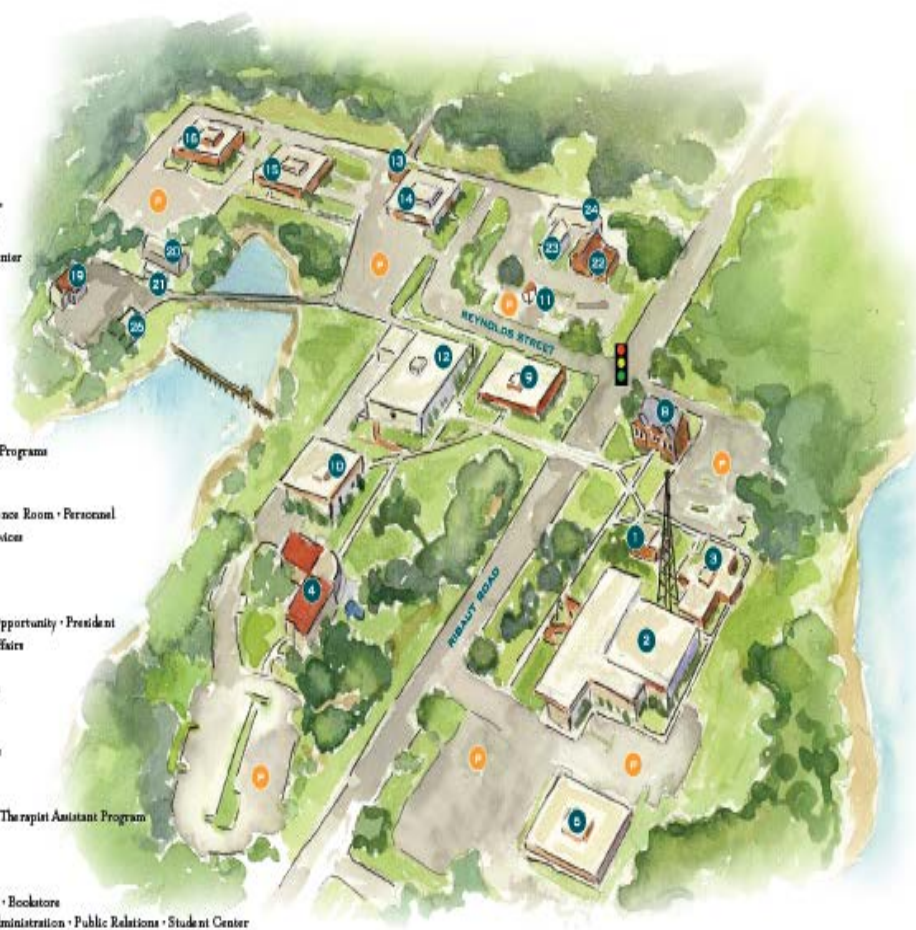 nter
Programs
nce Room • Personnel
vices
pportunity • President
ffairs
Therapist Assistant Program
• Bookstore
ministration • Public Relations • Student Center
16
15
13
14
P
24
23
22
20
19
21
P
P
11
REYNOLDS STREET
12
9
8
10
P
1
3
4
RIBAUT ROAD
2
P
P
P